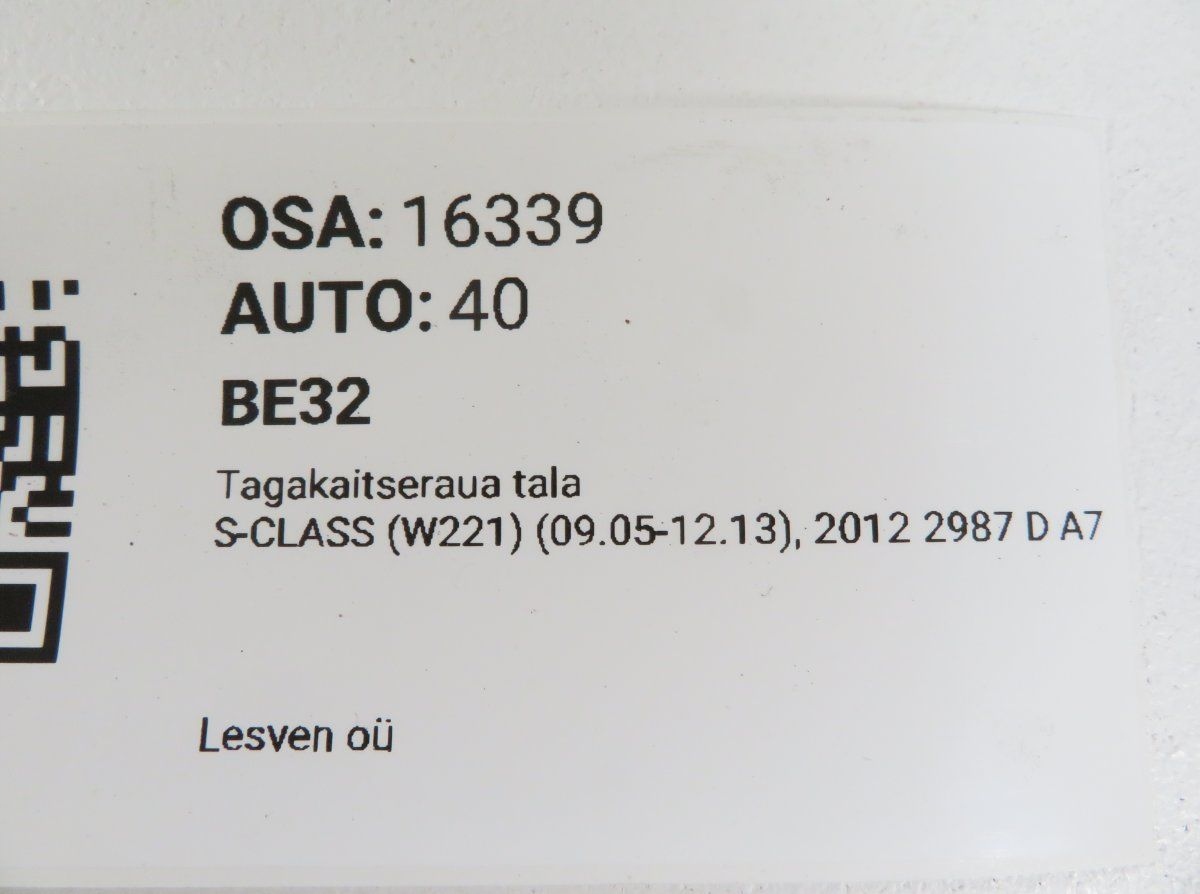 OSA: 16339
AUTO: 40
BE32
Tagakaitseraua tala
S-CLASS (W221) (09.05-12.13), 2012 2987 D A7
Lesven oü